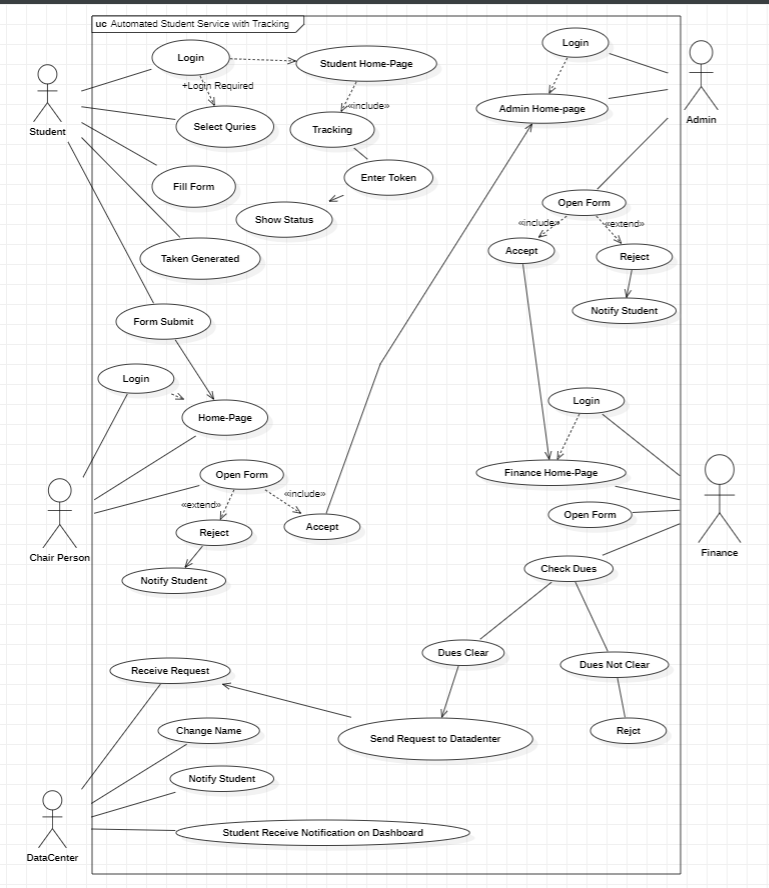 uc Automated Student Service with Tracking
Login
Student Home-Page
Login
+Login Required
Select Quries
«include»
Tracking
Admin Home-page
Student
Admin
Fill Form
Enter Token
Open Form
Show Status
«include»
«extend»
Accept
Reject
Taken Generated
Notify Student
Form Submit
Login
Home-Page
Login
Open Form
Finance Home-Page
«extend»
«include»
Open Form
Reject
Accept
Chair Person
Finance
Notify Student
Check Dues
Dues Clear
Dues Not Clear
Receive Request
Change Name
Send Request to Datadenter
Rejct
Notify Student
Student Receive Notification on Dashboard
DataCenter